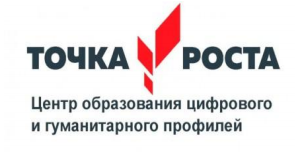 ТОЧКА РОСТА
Центр образования цифрового
и гуманитарного профилей